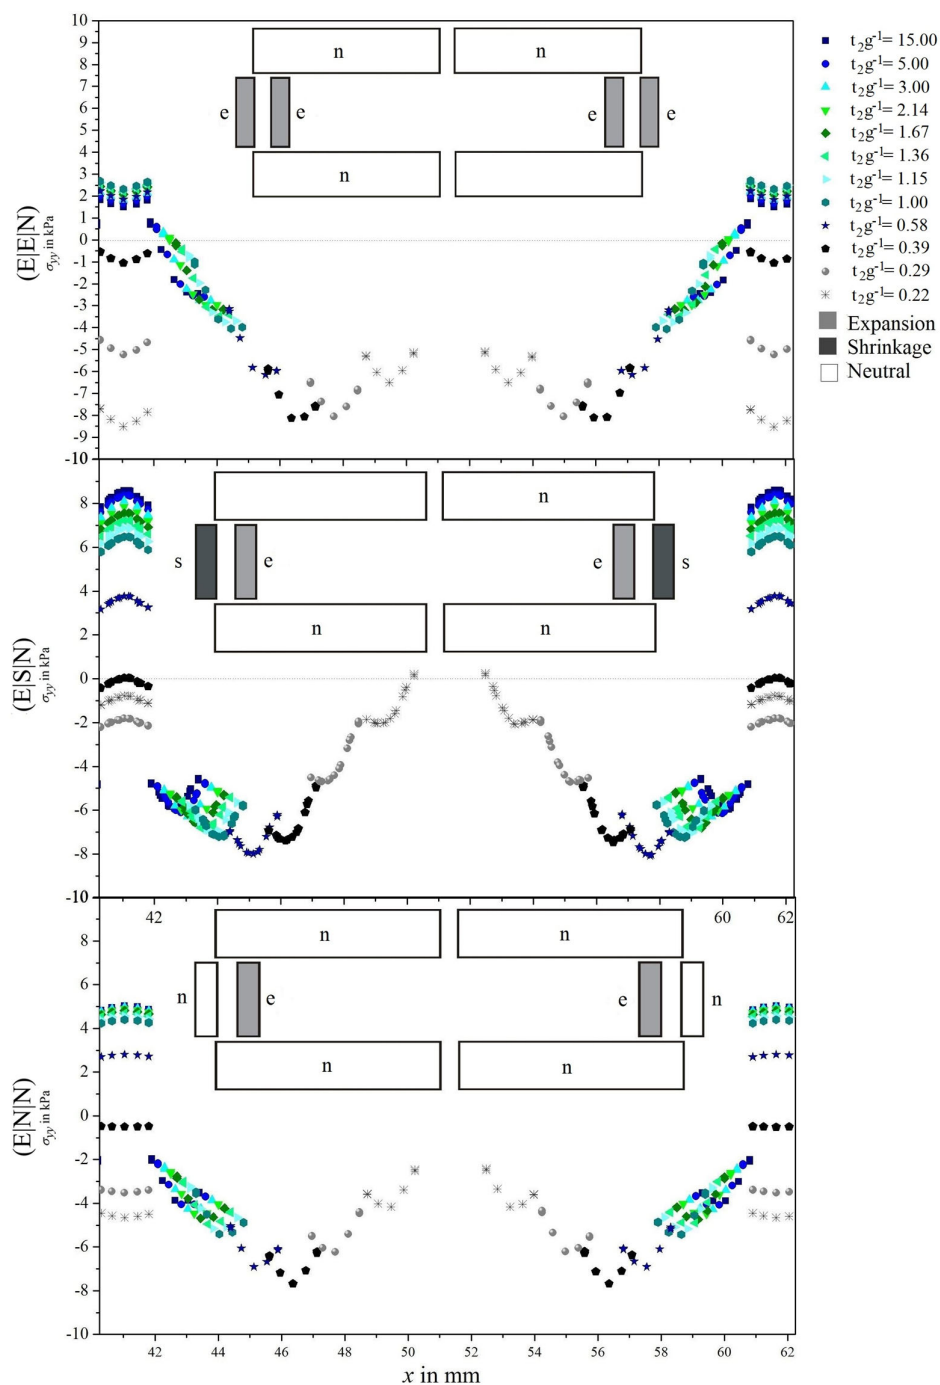 10
9
8
7
6
5
4
3
2
1
0
-1
-2
-3
-4
-5
-6
-7
-8
-9
-10
(E|E|N)
σyy in kPa
n
e e e e
n
t₂g⁻¹= 15.00
t₂g⁻¹= 5.00
t₂g⁻¹= 3.00
t₂g⁻¹= 2.14
t₂g⁻¹= 1.67
t₂g⁻¹= 1.36
t₂g⁻¹= 1.15
t₂g⁻¹= 1.00
t₂g⁻¹= 0.58
t₂g⁻¹= 0.39
t₂g⁻¹= 0.29
t₂g⁻¹= 0.22
Expansion
Shrinkage
Neutral
8
6
4
2
0
-2
-4
-6
-8
-10
(E|S|N)
σyy in kPa
n
s e e s
n n
42 60 62
8
6
4
2
0
-2
-4
-6
-8
-10
(E|N|N)
σyy in kPa
n n
n e e n
n n
42 44 46 48 50 52 54 56 58 60 62
x in mm